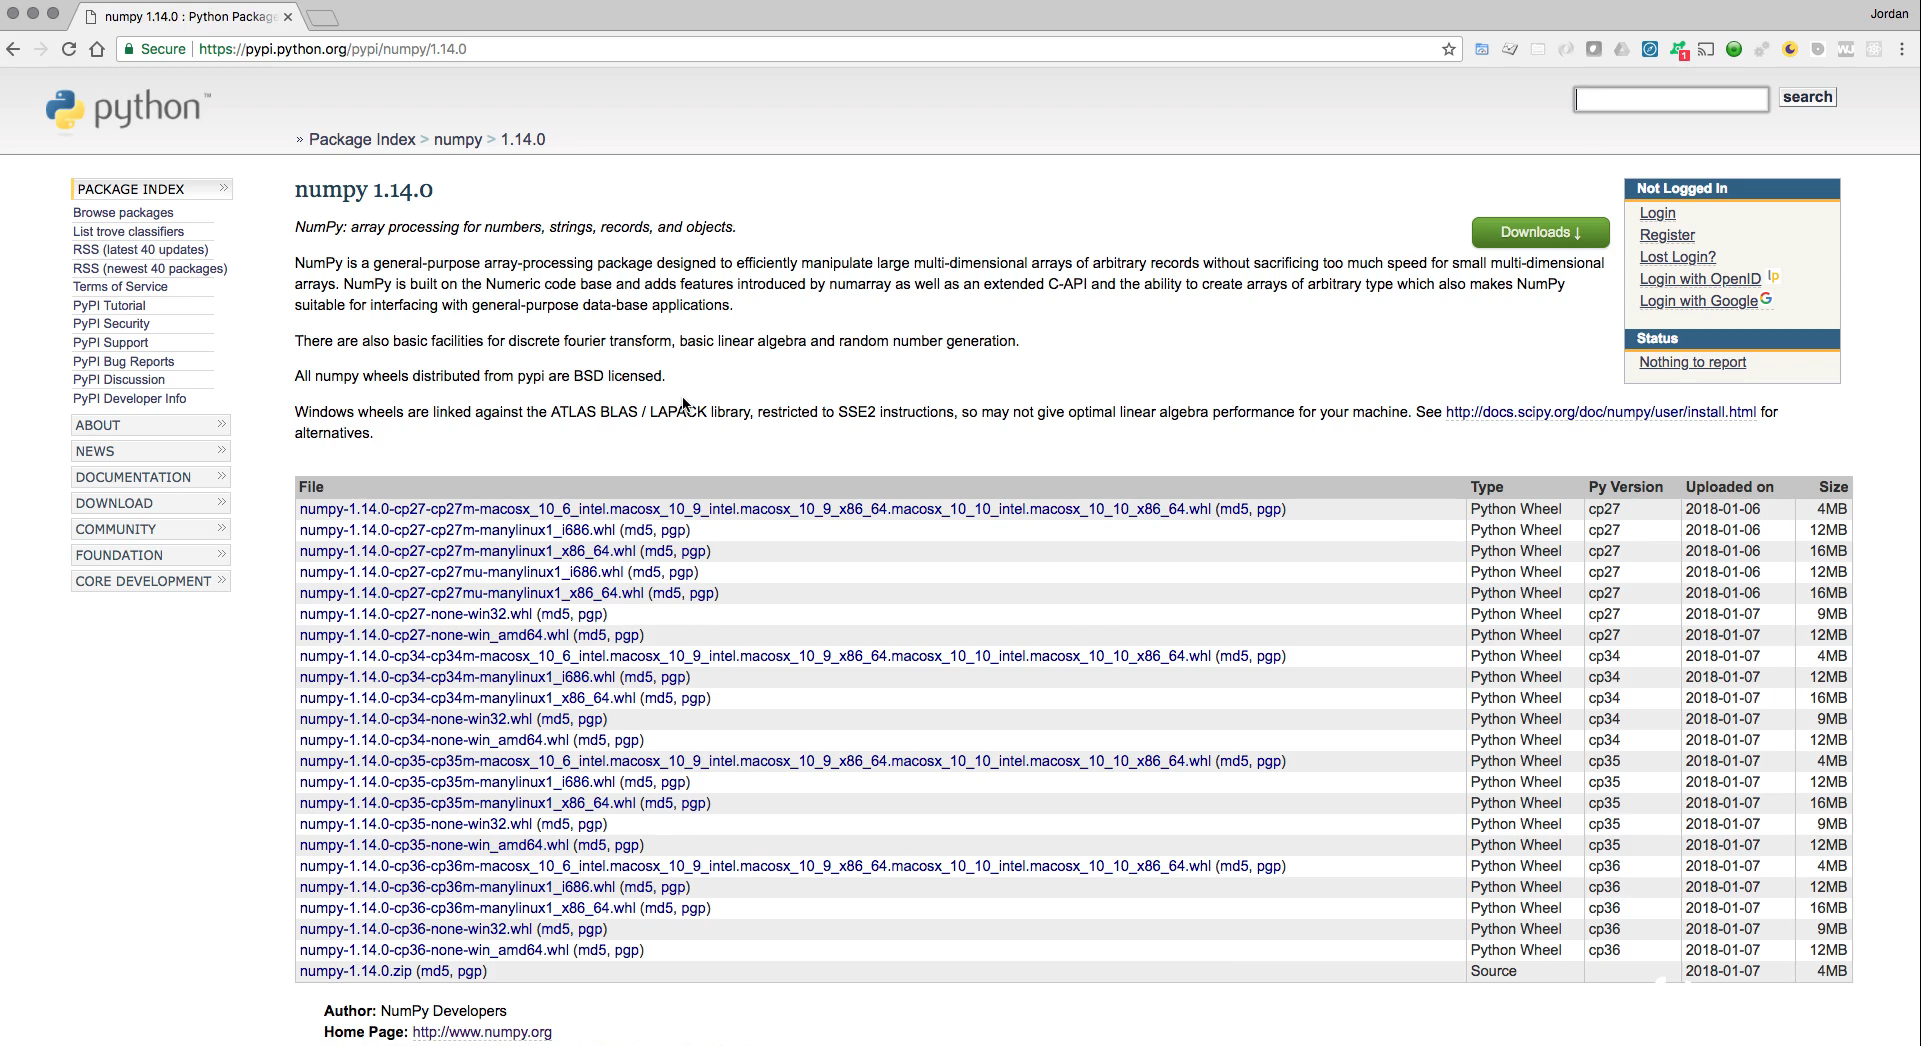 Jordan
numpy 1.14.0 : Python Package
Secure https://pypi.python.org/pypi/numpy/1.14.0
1
python™
search
» Package Index > numpy > 1.14.0
PACKAGE INDEX »
Browse packages
List trove classifiers
RSS (latest 40 updates)
RSS (newest 40 packages)
Terms of Service
PyPI Tutorial
PyPI Security
PyPI Support
PyPI Bug Reports
PyPI Discussion
PyPI Developer Info
ABOUT »
NEWS »
DOCUMENTATION »
DOWNLOAD »
COMMUNITY »
FOUNDATION »
CORE DEVELOPMENT »
numpy 1.14.0
NumPy: array processing for numbers, strings, records, and objects.
Downloads ↓
NumPy is a general-purpose array-processing package designed to efficiently manipulate large multi-dimensional arrays of arbitrary records without sacrificing too much speed for small multi-dimensional
arrays. NumPy is built on the Numeric code base and adds features introduced by numarray as well as an extended C-API and the ability to create arrays of arbitrary type which also makes NumPy
suitable for interfacing with general-purpose data-base applications.
There are also basic facilities for discrete fourier transform, basic linear algebra and random number generation.
All numpy wheels distributed from pypi are BSD licensed.
Windows wheels are linked against the ATLAS BLAS / LAPACK library, restricted to SSE2 instructions, so may not give optimal linear algebra performance for your machine. See http://docs.scipy.org/doc/numpy/user/install.html for
alternatives.
Not Logged In
Login
Register
Lost Login?
Login with OpenID lp
Login with Google G
Status
Nothing to report
File Type Py Version Uploaded on Size
numpy-1.14.0-cp27-cp27m-macosx_10_6_intel.macosx_10_9_intel.macosx_10_9_x86_64.macosx_10_10_intel.macosx_10_10_x86_64.whl (md5, pgp) Python Wheel cp27 2018-01-06 4MB
numpy-1.14.0-cp27-cp27m-manylinux1_i686.whl (md5, pgp) Python Wheel cp27 2018-01-06 12MB
numpy-1.14.0-cp27-cp27m-manylinux1_x86_64.whl (md5, pgp) Python Wheel cp27 2018-01-06 16MB
numpy-1.14.0-cp27-cp27mu-manylinux1_i686.whl (md5, pgp) Python Wheel cp27 2018-01-06 12MB
numpy-1.14.0-cp27-cp27mu-manylinux1_x86_64.whl (md5, pgp) Python Wheel cp27 2018-01-06 16MB
numpy-1.14.0-cp27-none-win32.whl (md5, pgp) Python Wheel cp27 2018-01-07 9MB
numpy-1.14.0-cp27-none-win_amd64.whl (md5, pgp) Python Wheel cp27 2018-01-07 12MB
numpy-1.14.0-cp34-cp34m-macosx_10_6_intel.macosx_10_9_intel.macosx_10_9_x86_64.macosx_10_10_intel.macosx_10_10_x86_64.whl (md5, pgp) Python Wheel cp34 2018-01-07 4MB
numpy-1.14.0-cp34-cp34m-manylinux1_i686.whl (md5, pgp) Python Wheel cp34 2018-01-07 12MB
numpy-1.14.0-cp34-cp34m-manylinux1_x86_64.whl (md5, pgp) Python Wheel cp34 2018-01-07 16MB
numpy-1.14.0-cp34-none-win32.whl (md5, pgp) Python Wheel cp34 2018-01-07 9MB
numpy-1.14.0-cp34-none-win_amd64.whl (md5, pgp) Python Wheel cp34 2018-01-07 12MB
numpy-1.14.0-cp35-cp35m-macosx_10_6_intel.macosx_10_9_intel.macosx_10_9_x86_64.macosx_10_10_intel.macosx_10_10_x86_64.whl (md5, pgp) Python Wheel cp35 2018-01-07 4MB
numpy-1.14.0-cp35-cp35m-manylinux1_i686.whl (md5, pgp) Python Wheel cp35 2018-01-07 12MB
numpy-1.14.0-cp35-cp35m-manylinux1_x86_64.whl (md5, pgp) Python Wheel cp35 2018-01-07 16MB
numpy-1.14.0-cp35-none-win32.whl (md5, pgp) Python Wheel cp35 2018-01-07 9MB
numpy-1.14.0-cp35-none-win_amd64.whl (md5, pgp) Python Wheel cp35 2018-01-07 12MB
numpy-1.14.0-cp36-cp36m-macosx_10_6_intel.macosx_10_9_intel.macosx_10_9_x86_64.macosx_10_10_intel.macosx_10_10_x86_64.whl (md5, pgp) Python Wheel cp36 2018-01-07 4MB
numpy-1.14.0-cp36-cp36m-manylinux1_i686.whl (md5, pgp) Python Wheel cp36 2018-01-07 12MB
numpy-1.14.0-cp36-cp36m-manylinux1_x86_64.whl (md5, pgp) Python Wheel cp36 2018-01-07 16MB
numpy-1.14.0-cp36-none-win32.whl (md5, pgp) Python Wheel cp36 2018-01-07 9MB
numpy-1.14.0-cp36-none-win_amd64.whl (md5, pgp) Python Wheel cp36 2018-01-07 12MB
numpy-1.14.0.zip (md5, pgp) Source 2018-01-07 4MB
Author: NumPy Developers
Home Page: http://www.numpy.org